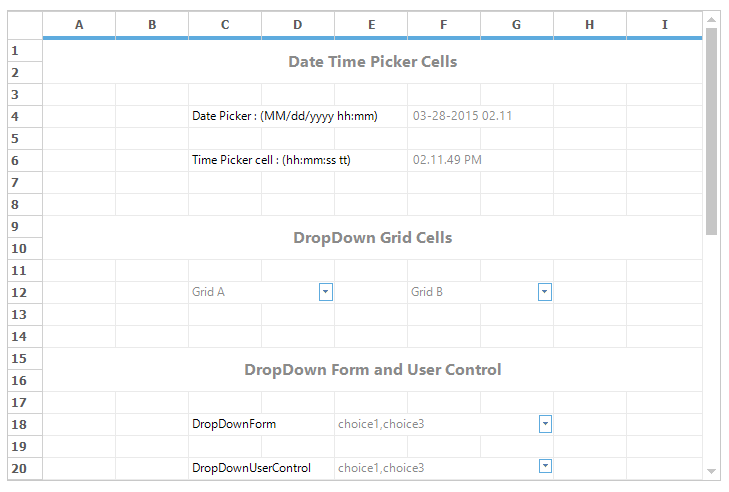 A B C D E F G H I
1
Date Time Picker Cells
2
3
4 Date Picker : (MM/dd/yyyy hh:mm) 03-28-2015 02.11
5
6 Time Picker cell : (hh:mm:ss tt) 02.11.49 PM
7
8
9
DropDown Grid Cells
10
11
12 Grid A Grid B
13
14
15
DropDown Form and User Control
16
17
18 DropDownForm choice1,choice3
19
20 DropDownUserControl choice1,choice3